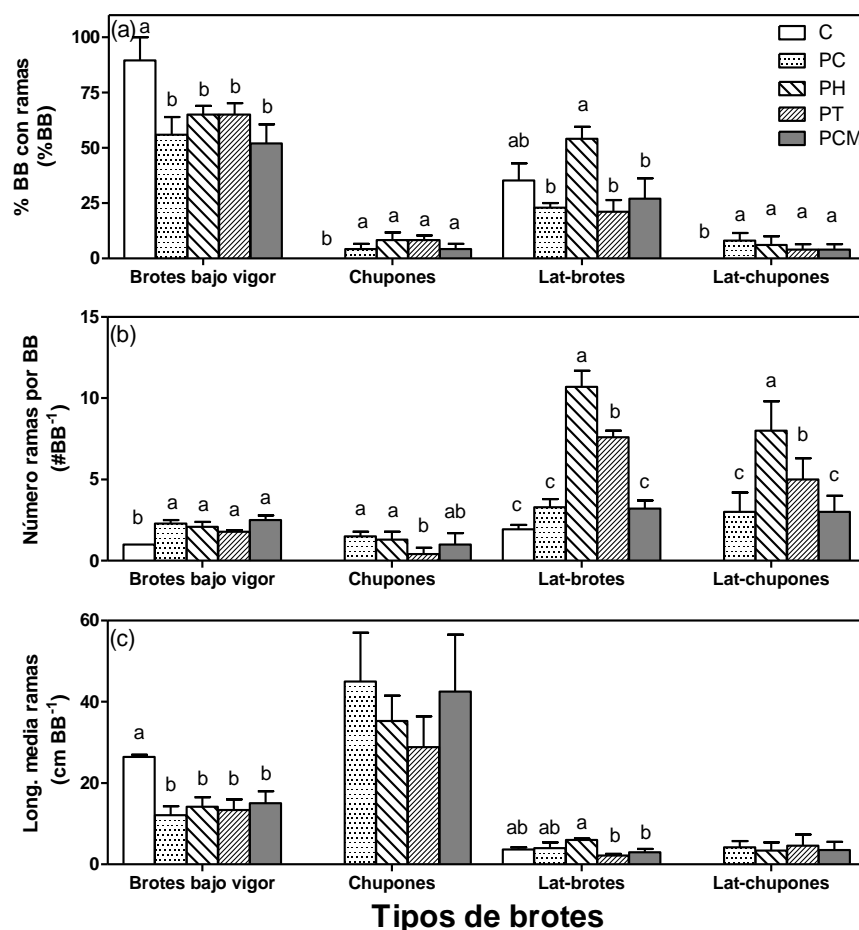 (a)
% BB con ramas
(%BB)
100
75
50
25
0
a
b
b
b
b
b
a
a
a
a
ab
b
a
b
b
b
a
a
a
a
C
PC
PH
PT
PCM
Brotes bajo vigor
Chupones
Lat-brotes
Lat-chupones
(b)
Número ramas por BB
(#BB⁻¹)
15
10
5
0
b
a
a
a
a
a
a
b
ab
c
c
a
b
c
c
a
b
c
Brotes bajo vigor
Chupones
Lat-brotes
Lat-chupones
(c)
Long. media ramas
(cm BB⁻¹)
60
40
20
0
a
b
b
b
b
ab
ab
a
b
b
Brotes bajo vigor
Chupones
Lat-brotes
Lat-chupones
Tipos de brotes